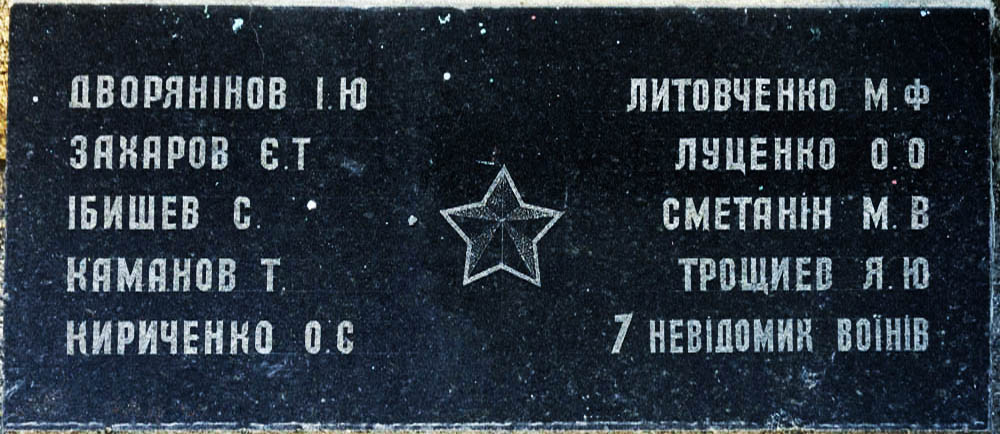 ДВОРЯНІНОВ І.Ю
ЗАХАРОВ Є.Т
ІБИШЕВ С.
КАМАНОВ Т.
КИРИЧЕНКО О.Є
ЛИТОВЧЕНКО М.Ф
ЛУЦЕНКО О.О
СМЕТАНІН М.В
ТРОЩИЕВ Я.Ю
7 НЕВІДОМИХ ВОЇНІВ